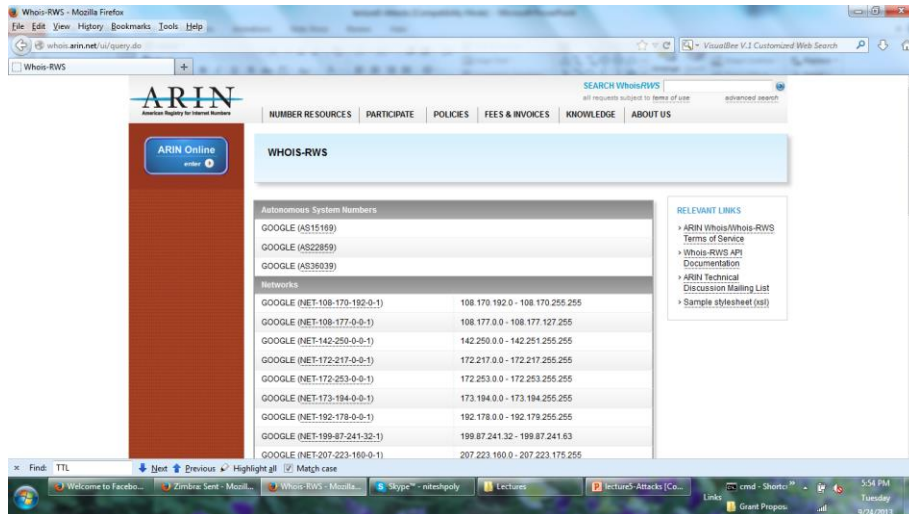 Whois-RWS - Mozilla Firefox
File Edit View History Bookmarks Tools Help
whois.arin.net/ui/query.do
VisualBee V.1 Customized Web Search
Whois-RWS +
SEARCH WhoisRWS
all requests subject to terms of use advanced search
ARIN
American Registry for Internet Numbers
NUMBER RESOURCES PARTICIPATE POLICIES FEES & INVOICES KNOWLEDGE ABOUT US
ARIN Online
enter
WHOIS-RWS
Autonomous System Numbers
GOOGLE (AS15169)
GOOGLE (AS22859)
GOOGLE (AS36039)
Networks
GOOGLE (NET-108-170-192-0-1) 108.170.192.0 - 108.170.255.255
GOOGLE (NET-108-177-0-0-1) 108.177.0.0 - 108.177.127.255
GOOGLE (NET-142-250-0-0-1) 142.250.0.0 - 142.251.255.255
GOOGLE (NET-172-217-0-0-1) 172.217.0.0 - 172.217.255.255
GOOGLE (NET-172-253-0-0-1) 172.253.0.0 - 172.253.255.255
GOOGLE (NET-173-194-0-0-1) 173.194.0.0 - 173.194.255.255
GOOGLE (NET-192-178-0-0-1) 192.178.0.0 - 192.179.255.255
GOOGLE (NET-199-87-241-32-1) 199.87.241.32 - 199.87.241.63
GOOGLE (NET-207-223-160-0-1) 207.223.160.0 - 207.223.175.255
RELEVANT LINKS
ARIN Whois/Whois-RWS
Terms of Service
Whois-RWS API
Documentation
ARIN Technical
Discussion Mailing List
Sample stylesheet (xsl)
× Find: TTL Next Previous Highlight all Match case
Welcome to Facebo... Zimbra: Sent - Mozill... Whois-RWS - Mozilla... Skype™ - niteshpoly Lectures lecture5-Attacks [Co... Links cmd - Shortc
Grant Propos
5:54 PM
Tuesday
9/24/2013